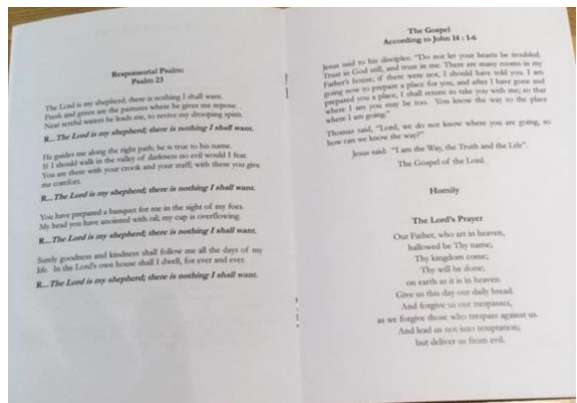 Responsorial Psalm:
Psalm 23
The Lord is my shepherd; there is nothing I shall want.
Fresh and green are the pastures where he gives me repose.
Near restful waters he leads me, to revive my drooping spirit.
R...The Lord is my shepherd; there is nothing I shall want.
He guides me along the right path; he is true to his name.
If I should walk in the valley of darkness no evil would I fear.
You are there with your crook and your staff; with these you give
me comfort.
R...The Lord is my shepherd; there is nothing I shall want.
You have prepared a banquet for me in the sight of my foes.
My head you have anointed with oil; my cup is overflowing.
R...The Lord is my shepherd; there is nothing I shall want.
Surely goodness and kindness shall follow me all the days of my
life. In the Lord's own house shall I dwell, for ever and ever.
R...The Lord is my shepherd; there is nothing I shall want.
The Gospel
According to John 14 : 1-6
Jesus said to his disciples: "Do not let your hearts be troubled.
Trust in God still, and trust in me. There are many rooms in my
Father's house; if there were not, I should have told you. I am
going now to prepare a place for you, and after I have gone and
prepared you a place, I shall return to take you with me; so that
where I am you may be too. You know the way to the place
where I am going."
Thomas said, "Lord, we do not know where you are going, so
how can we know the way?"
Jesus said: "I am the Way, the Truth and the Life".
The Gospel of the Lord.
Homily
The Lord's Prayer
Our Father, who art in heaven,
hallowed be Thy name;
Thy kingdom come;
Thy will be done;
on earth as it is in heaven.
Give us this day our daily bread.
And forgive us our trespasses,
as we forgive those who trespass against us.
And lead us not into temptation;
but deliver us from evil.